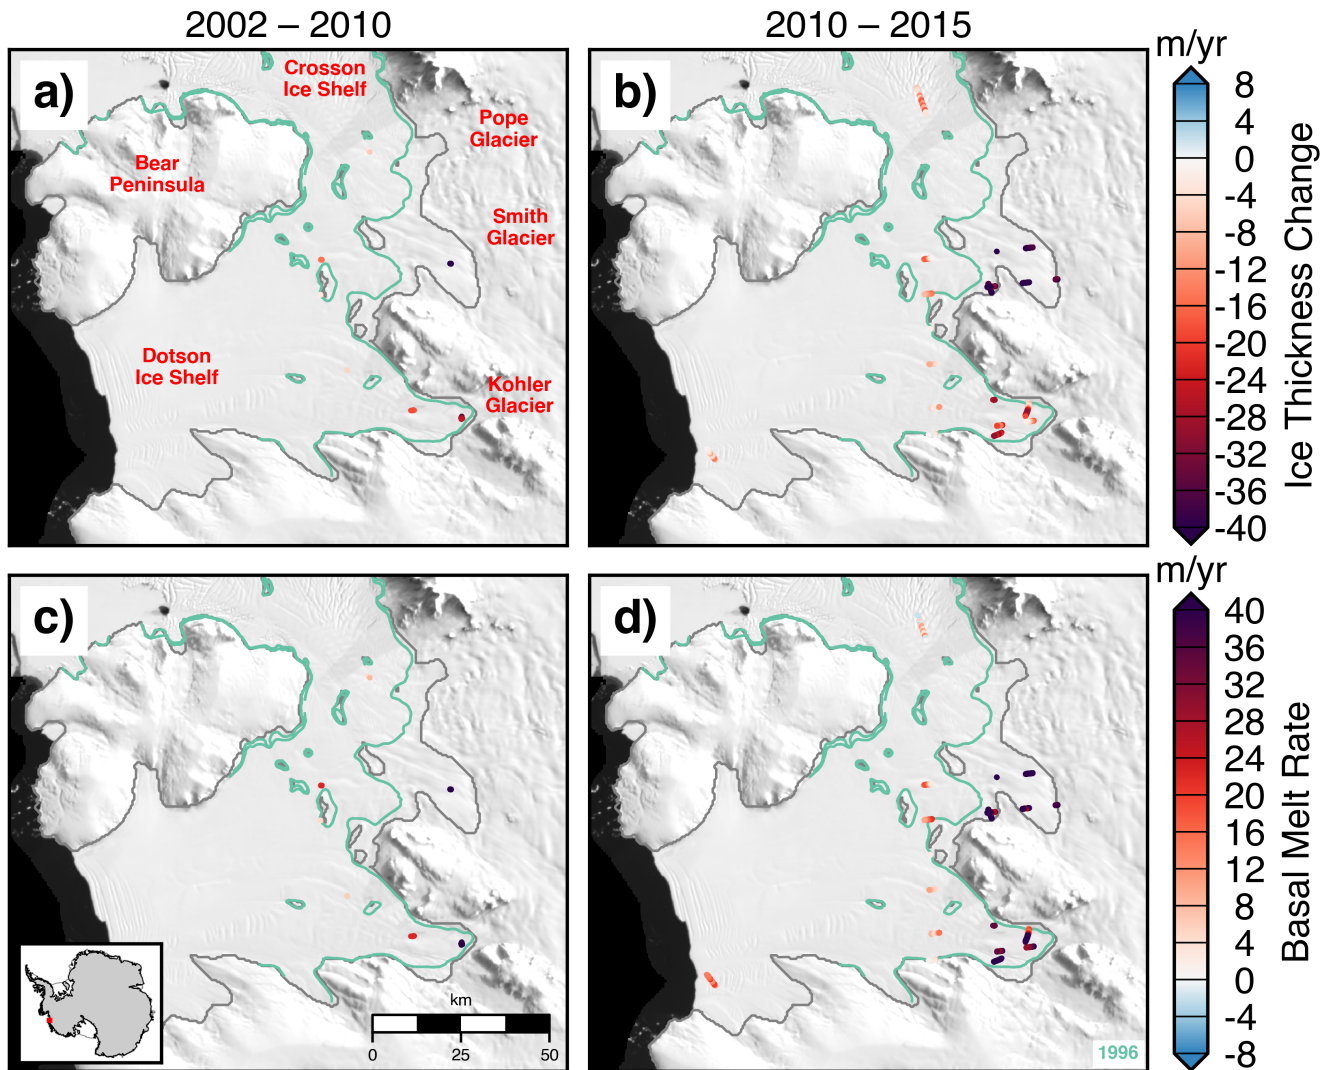 2002 – 2010
2010 – 2015
a)
Crosson
Ice Shelf
Pope
Glacier
Bear
Peninsula
Smith
Glacier
Dotson
Ice Shelf
Kohler
Glacier
b)
m/yr
8
4
0
-4
-8
-12
-16
-20
-24
-28
-32
-36
-40
Ice Thickness Change
c)
km
0
25
50
d)
1996
m/yr
40
36
32
28
24
20
16
12
8
4
0
-4
-8
Basal Melt Rate